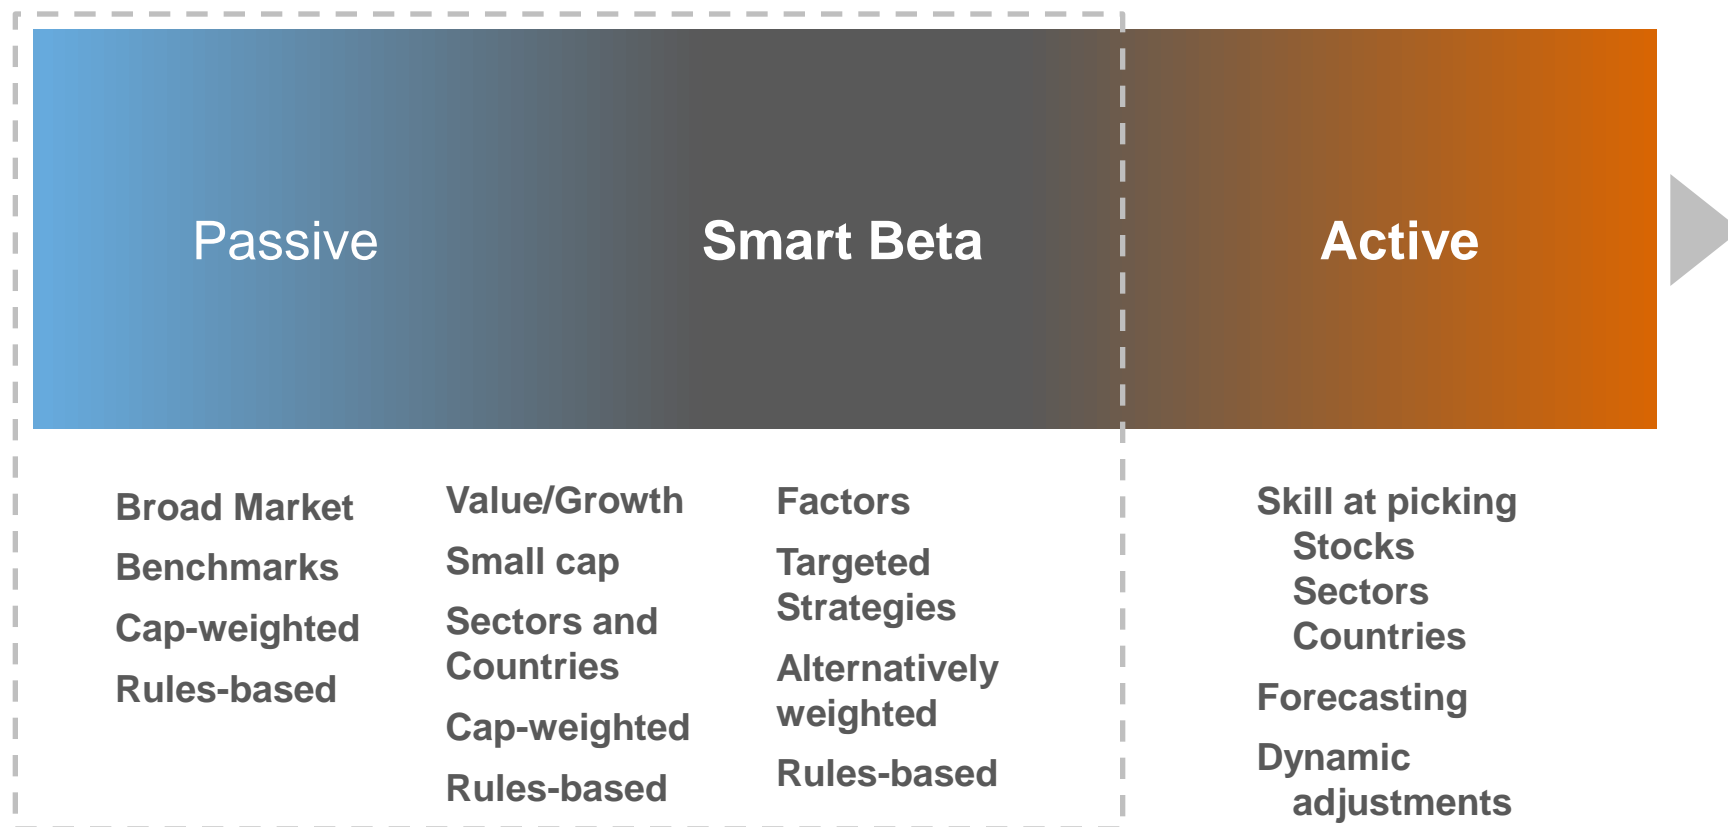 Passive
Smart Beta
Active
Broad Market
Benchmarks
Cap-weighted
Rules-based
Value/Growth
Small cap
Sectors and
Countries
Cap-weighted
Rules-based
Factors
Targeted
Strategies
Alternatively
weighted
Rules-based
Skill at picking
Stocks
Sectors
Countries
Forecasting
Dynamic
adjustments